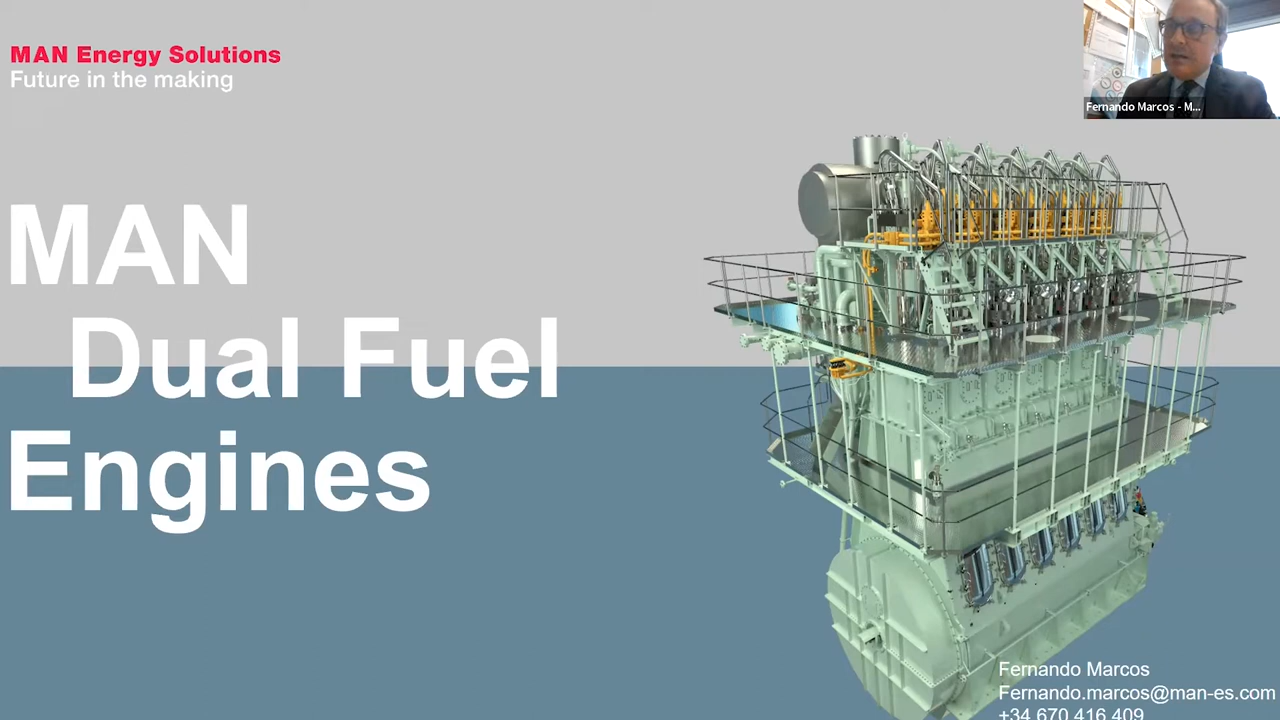 MAN Energy Solutions
Future in the making
Fernando Marcos - M...
MAN
Dual Fuel
Engines
Fernando Marcos
Fernando.marcos@man-es.com
+34 670 416 409